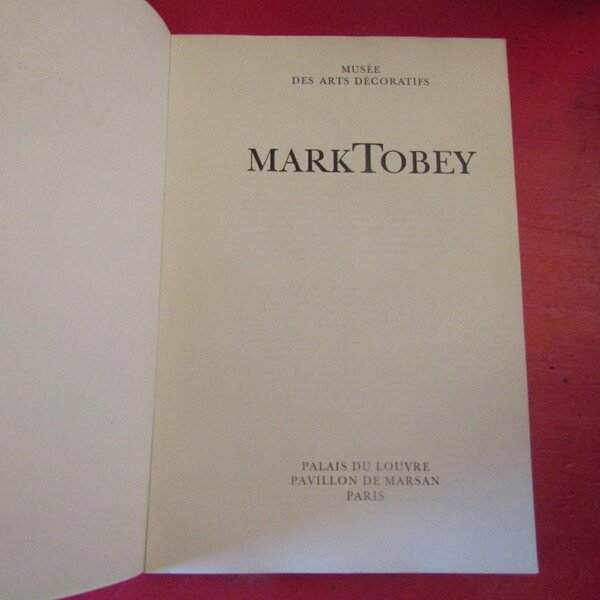 MUSÉE
DES ARTS DÉCORATIFS
MARKTOBEY
PALAIS DU LOUVRE
PAVILLON DE MARSAN
PARIS